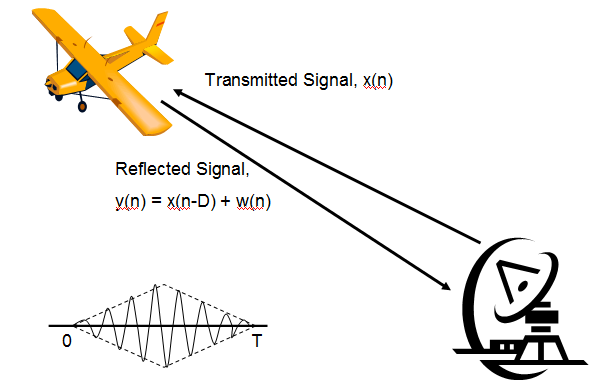 Transmitted Signal, x(n)
Reflected Signal,
y(n) = x(n-D) + w(n)
0
T